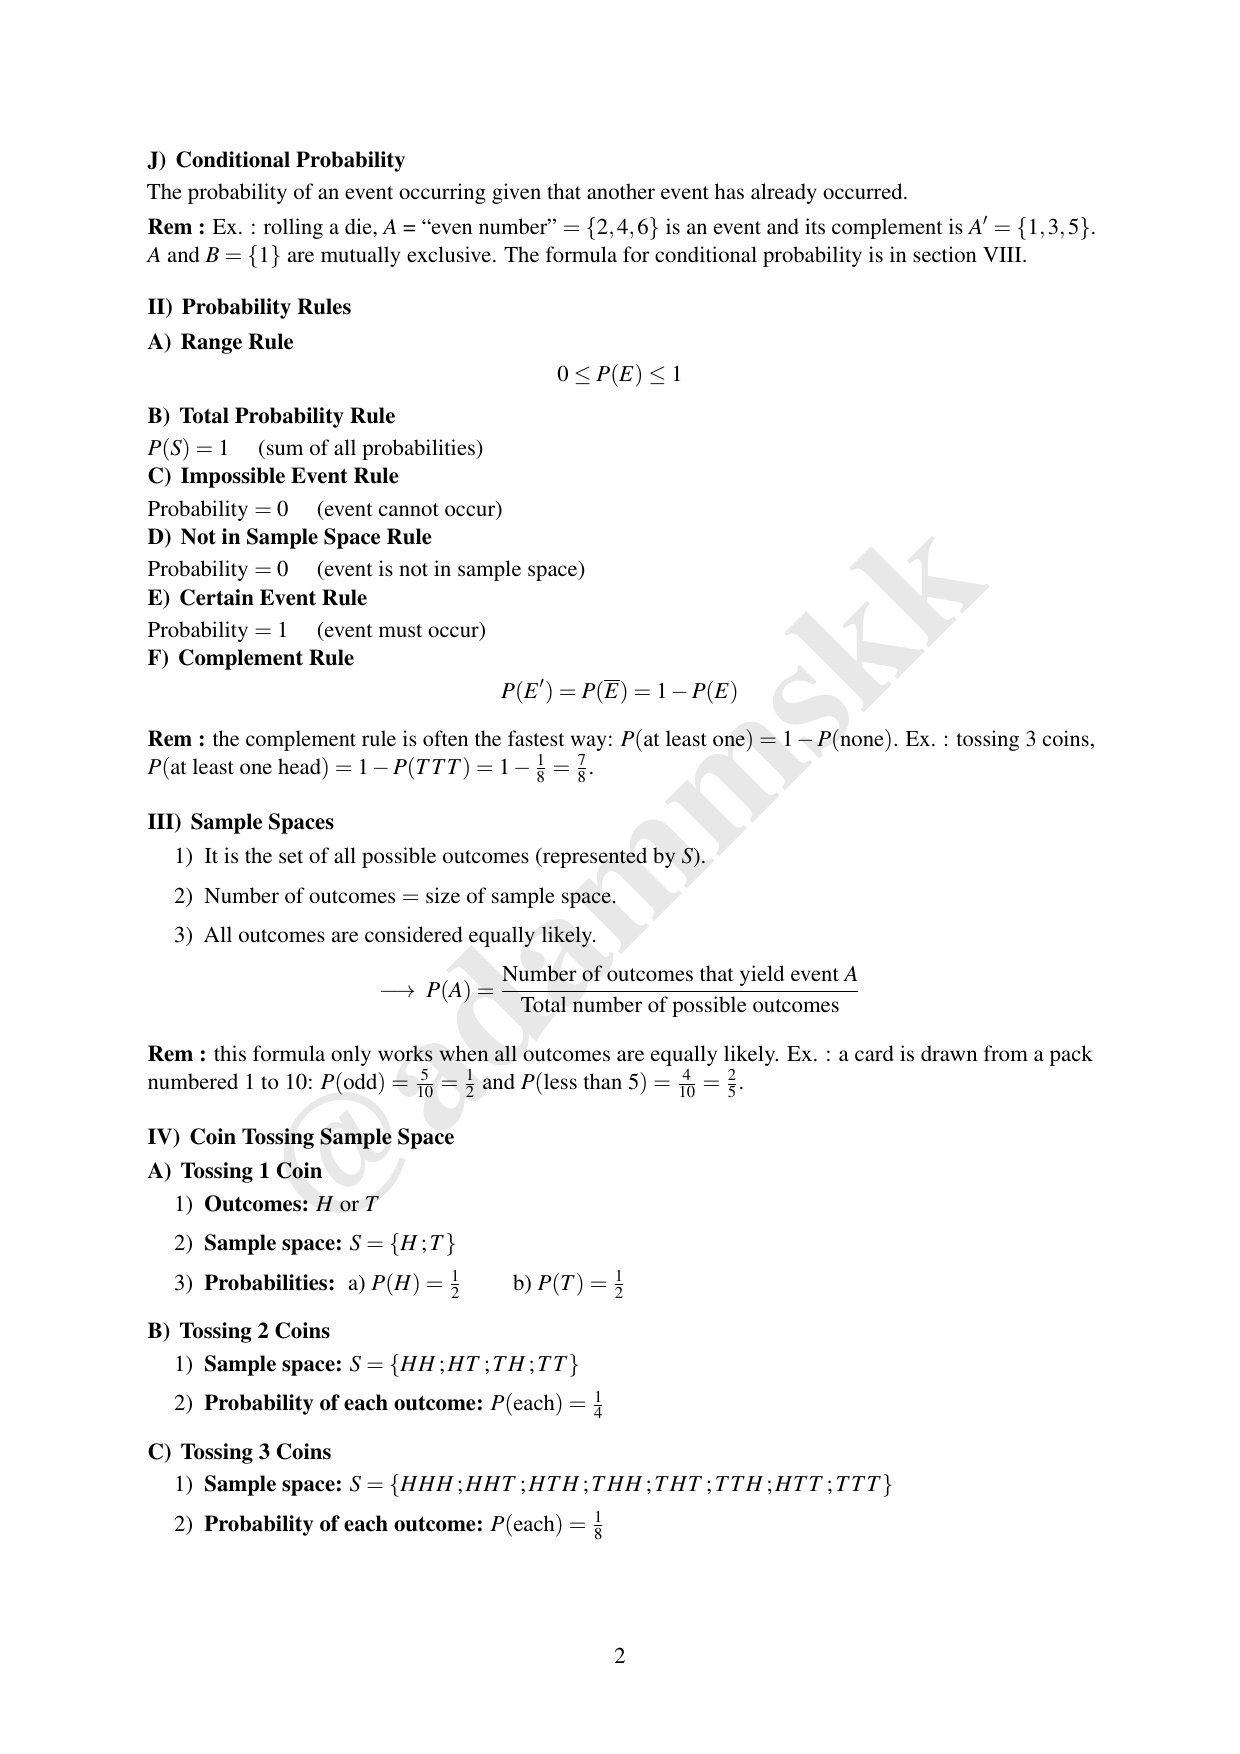 J) Conditional Probability
The probability of an event occurring given that another event has already occurred.
Rem : Ex. : rolling a die, A = “even number” = {2,4,6} is an event and its complement is A′ = {1,3,5}.
A and B = {1} are mutually exclusive. The formula for conditional probability is in section VIII.
II) Probability Rules
A) Range Rule
0 ≤ P(E) ≤ 1
B) Total Probability Rule
P(S) = 1 (sum of all probabilities)
C) Impossible Event Rule
Probability = 0 (event cannot occur)
D) Not in Sample Space Rule
Probability = 0 (event is not in sample space)
E) Certain Event Rule
Probability = 1 (event must occur)
F) Complement Rule
P(E′) = P(E̅) = 1 − P(E)
Rem : the complement rule is often the fastest way: P(at least one) = 1 − P(none). Ex. : tossing 3 coins,
P(at least one head) = 1 − P(TTT) = 1 − 1/8 = 7/8.
III) Sample Spaces
1) It is the set of all possible outcomes (represented by S).
2) Number of outcomes = size of sample space.
3) All outcomes are considered equally likely.
⟶ P(A) = Number of outcomes that yield event A / Total number of possible outcomes
Rem : this formula only works when all outcomes are equally likely. Ex. : a card is drawn from a pack
numbered 1 to 10: P(odd) = 5/10 = 1/2 and P(less than 5) = 4/10 = 2/5.
IV) Coin Tossing Sample Space
A) Tossing 1 Coin
1) Outcomes: H or T
2) Sample space: S = {H;T}
3) Probabilities: a) P(H) = 1/2 b) P(T) = 1/2
B) Tossing 2 Coins
1) Sample space: S = {HH;HT;TH;TT}
2) Probability of each outcome: P(each) = 1/4
C) Tossing 3 Coins
1) Sample space: S = {HHH;HHT;HTH;THH;THT;TTH;HTT;TTT}
2) Probability of each outcome: P(each) = 1/8
2
@adammskk